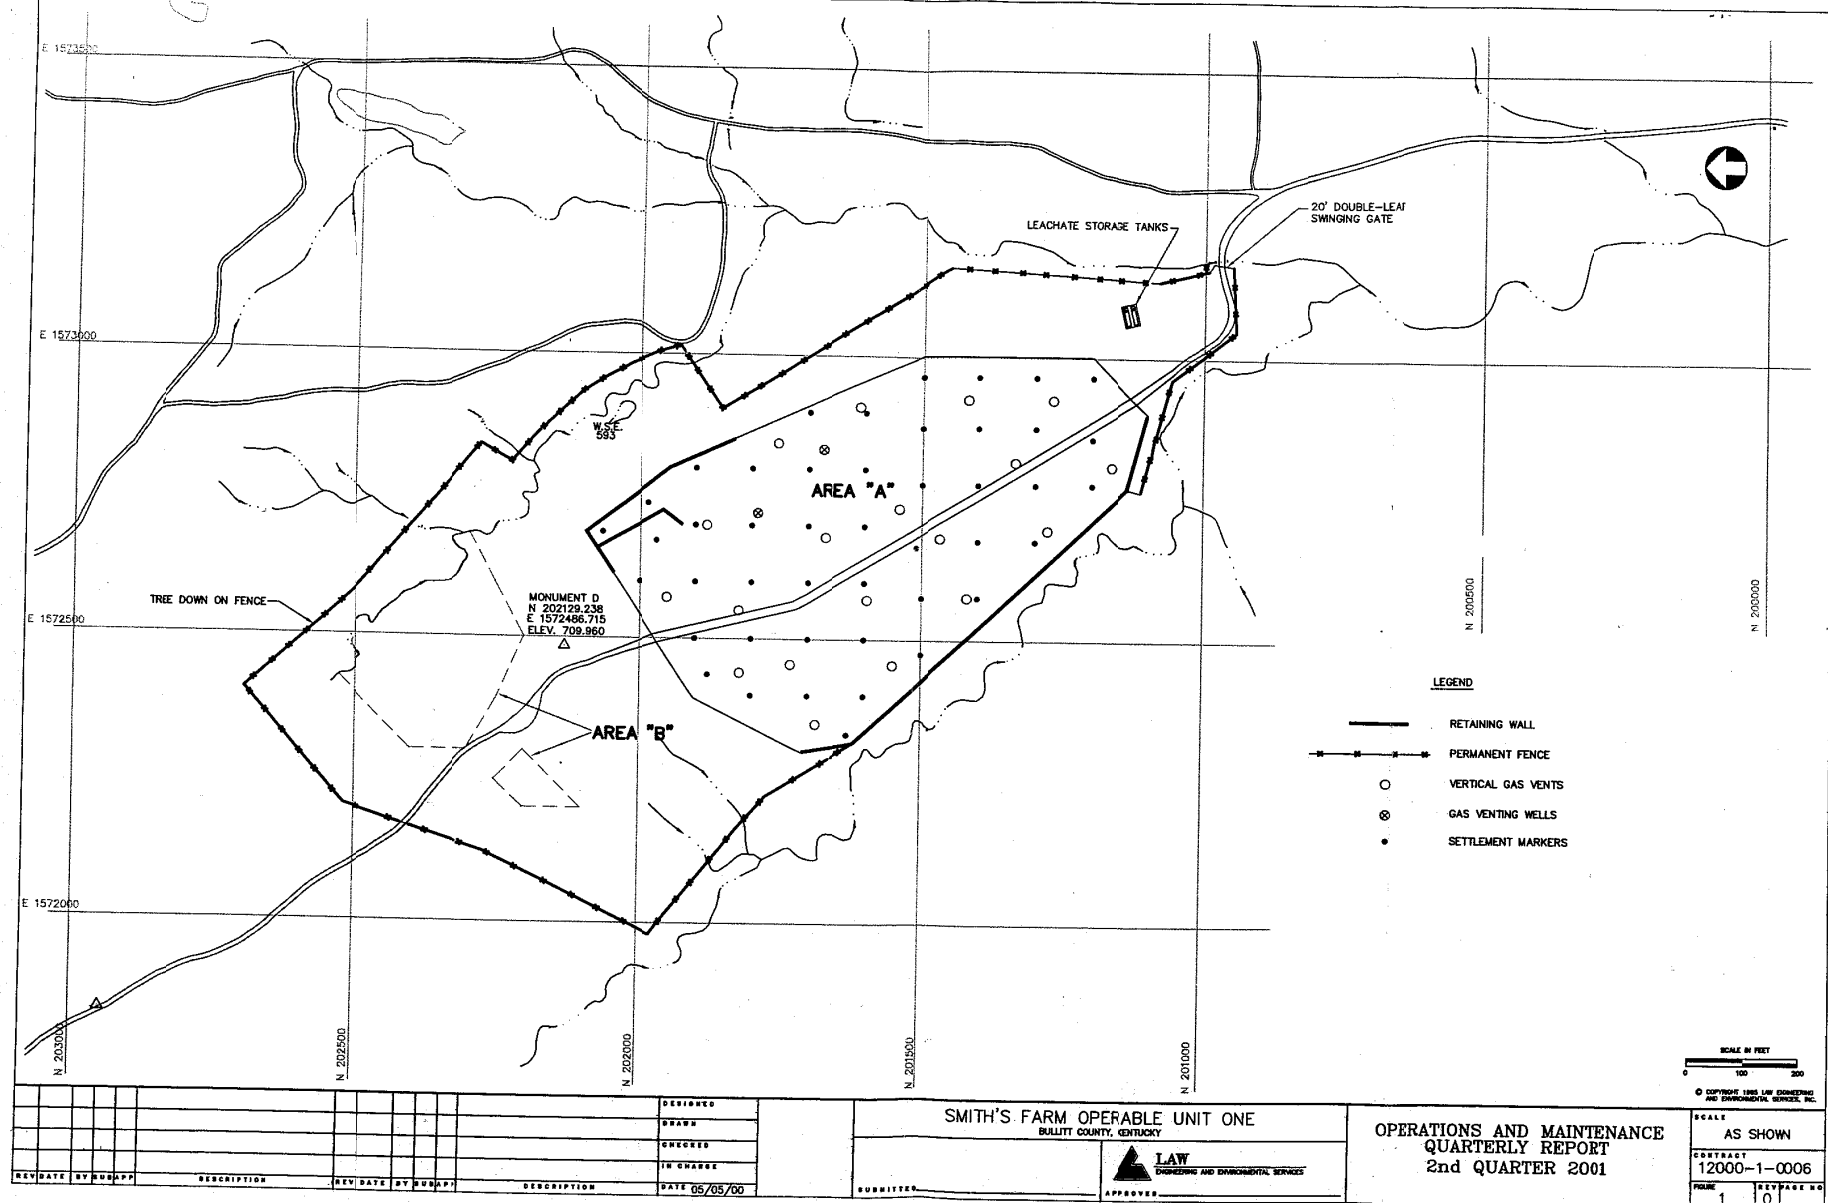 E 1573500
LEACHATE STORAGE TANKS
20' DOUBLE-LEAF
SWINGING GATE
E 1573000
W.S.E.
593
AREA "A"
TREE DOWN ON FENCE
MONUMENT D
N 202129.238
E 1572486.715
ELEV. 709.960
E 1572500
N 200500
N 200000
AREA "B"
LEGEND
RETAINING WALL
PERMANENT FENCE
VERTICAL GAS VENTS
GAS VENTING WELLS
SETTLEMENT MARKERS
E 1572000
N 203000
N 202500
N 202000
N 201500
N 201000
SCALE IN FEET
0 100 200
© COPYRIGHT 1985 LAW ENGINEERING
AND ENVIRONMENTAL SERVICES, INC.
REV DATE BY SUB APP DESCRIPTION REV DATE BY SUB APP DESCRIPTION
DESIGNED
DRAWN
CHECKED
IN CHARGE
DATE 05/05/00
SMITH'S FARM OPERABLE UNIT ONE
BULLITT COUNTY, KENTUCKY
SUBMITTED
LAW
ENGINEERING AND ENVIRONMENTAL SERVICES
APPROVED
OPERATIONS AND MAINTENANCE
QUARTERLY REPORT
2nd QUARTER 2001
SCALE
AS SHOWN
CONTRACT
12000-1-0006
FIGURE REV PAGE NO
1 0